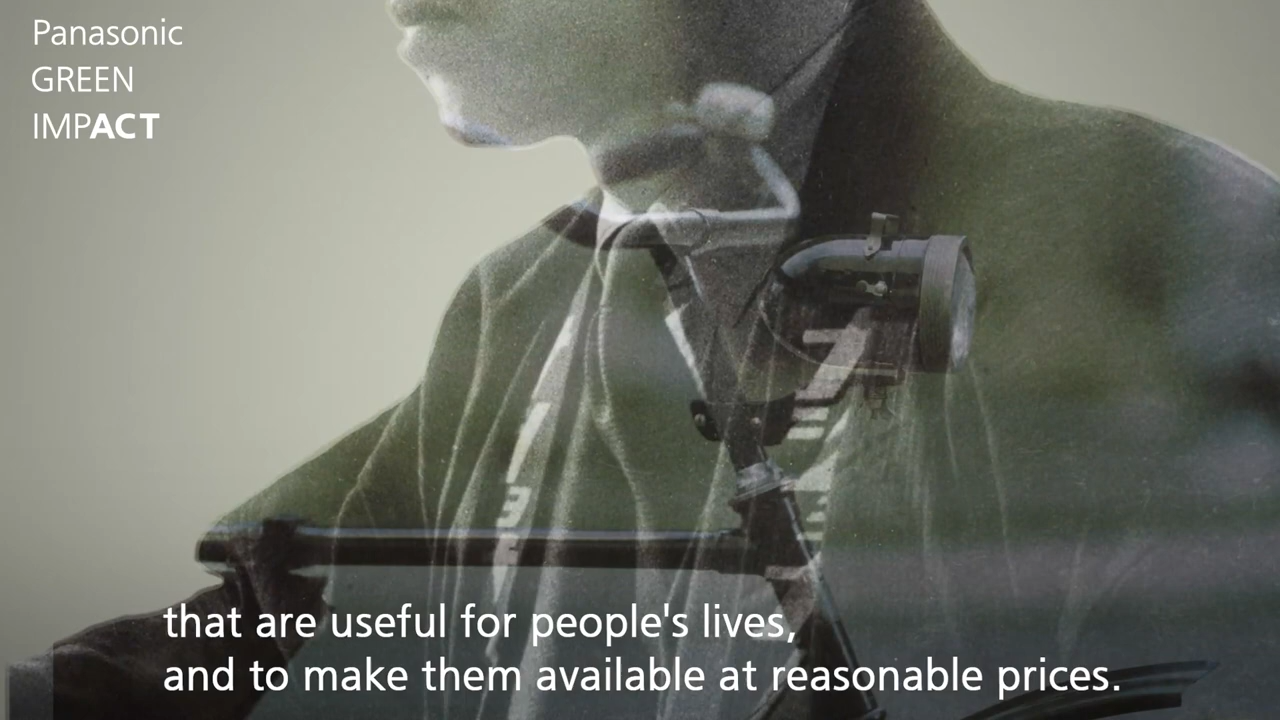 Panasonic
GREEN
IMPACT
that are useful for people's lives,
and to make them available at reasonable prices.